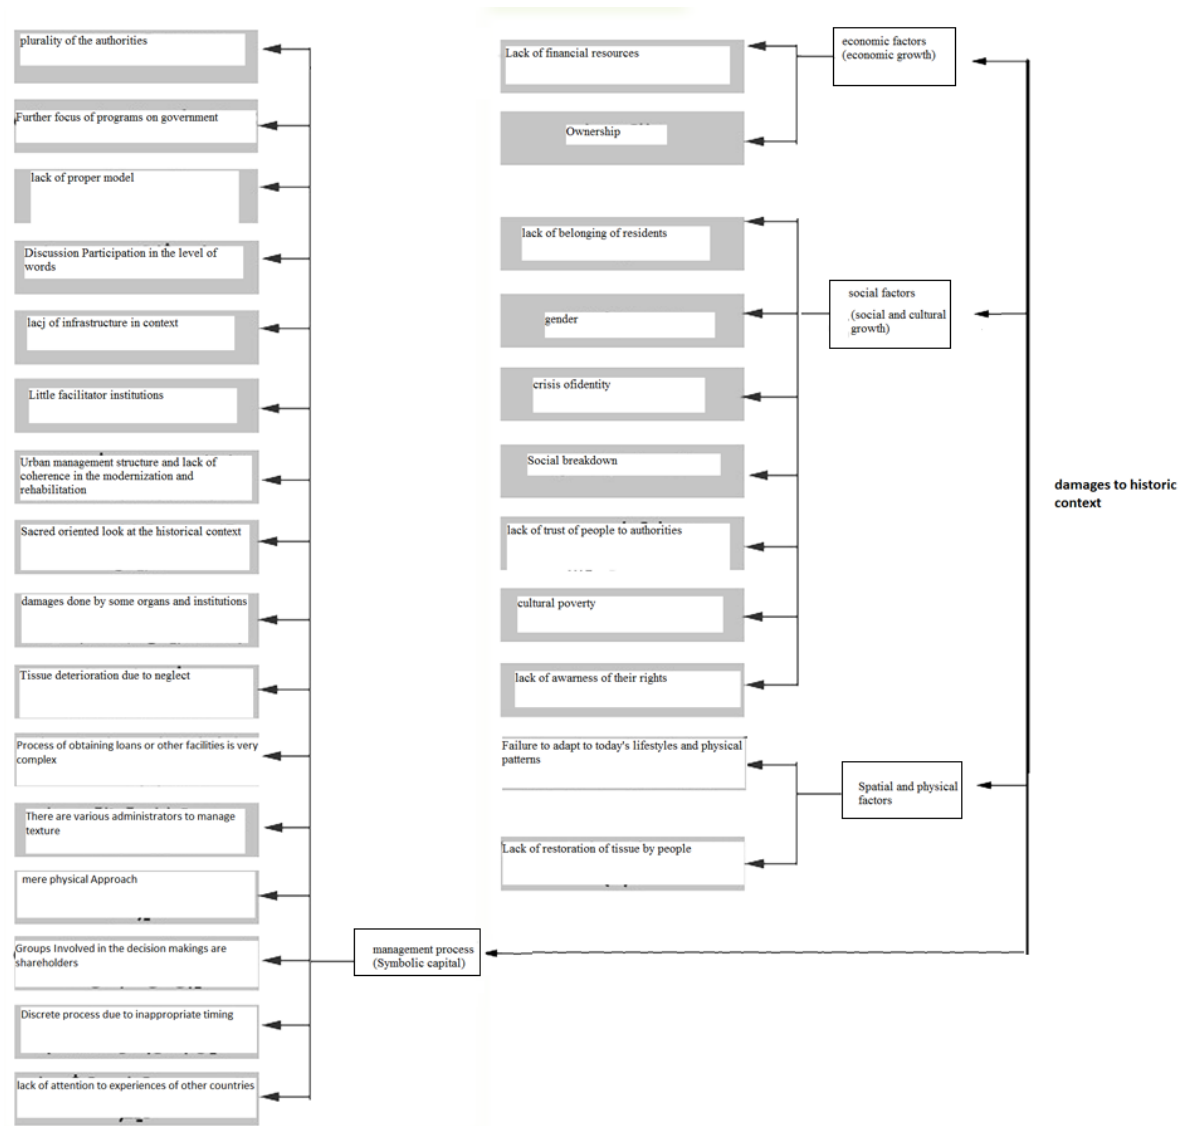 plurality of the authorities
Further focus of programs on government
lack of proper model
Discussion Participation in the level of
words
lacj of infrastructure in context
Little facilitator institutions
Urban management structure and lack of
coherence in the modernization and
rehabilitation
Sacred oriented look at the historical context
damages done by some organs and institutions
Tissue deterioration due to neglect
Process of obtaining loans or other facilities is very
complex
There are various administrators to manage
texture
mere physical Approach
Groups Involved in the decision makings are
shareholders
Discrete process due to inappropriate timing
lack of attention to experiences of other countries
management process
(Symbolic capital)
Lack of financial resources
Ownership
lack of belonging of residents
gender
crisis ofidentity
Social breakdown
lack of trust of people to authorities
cultural poverty
lack of awarness of their rights
Failure to adapt to today's lifestyles and physical
patterns
Lack of restoration of tissue by people
economic factors
(economic growth)
social factors
(social and cultural
growth)
Spatial and physical
factors
damages to historic
context